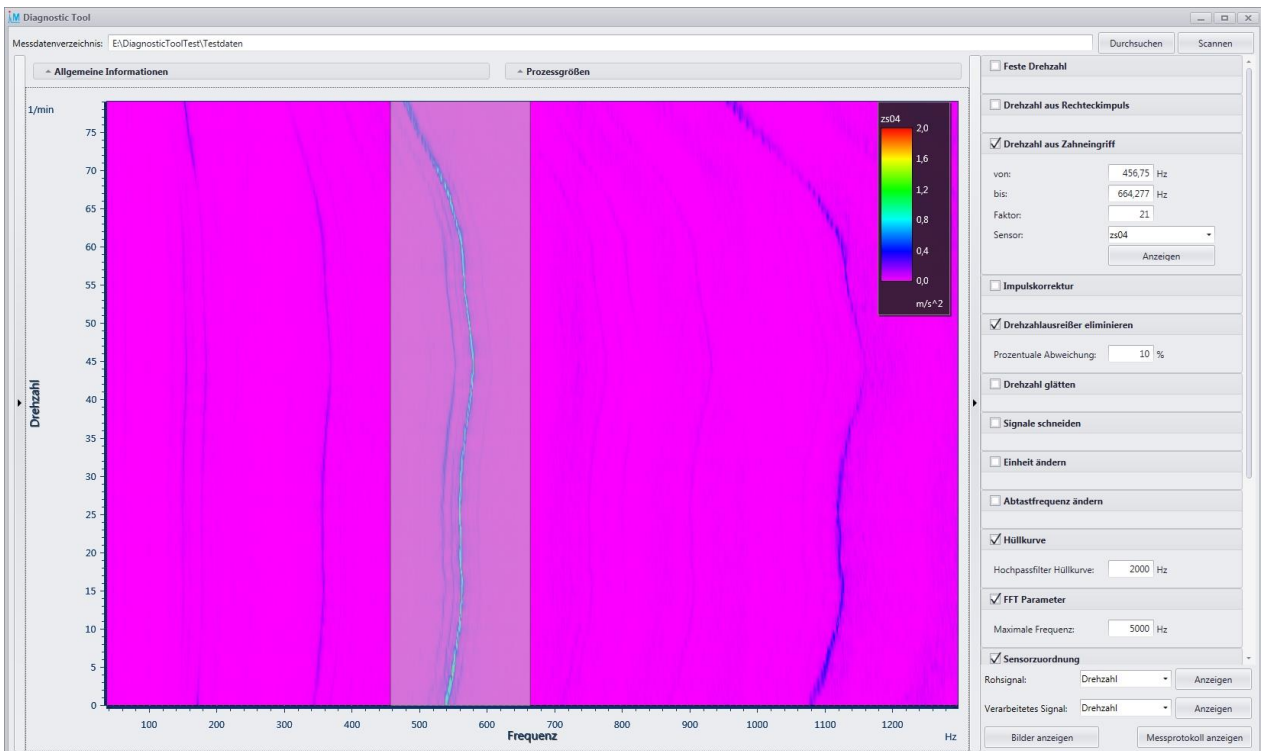 Diagnostic Tool
Messdatenverzeichnis: E:\DiagnosticToolTest\Testdaten Durchsuchen Scannen
Allgemeine Informationen Prozessgrößen
1/min
75
70
65
60
55
50
45
40
35
30
25
20
15
10
5
0
Drehzahl
100 200 300 400 500 600 700 800 900 1000 1100 1200
Frequenz Hz
zs04
2,0
1,6
1,2
0,8
0,4
0,0
m/s^2
Feste Drehzahl
Drehzahl aus Rechteckimpuls
Drehzahl aus Zahneingriff
von: 456,75 Hz
bis: 664,277 Hz
Faktor: 21
Sensor: zs04
Anzeigen
Impulskorrektur
Drehzahlausreißer eliminieren
Prozentuale Abweichung: 10 %
Drehzahl glätten
Signale schneiden
Einheit ändern
Abtastfrequenz ändern
Hüllkurve
Hochpassfilter Hüllkurve: 2000 Hz
FFT Parameter
Maximale Frequenz: 5000 Hz
Sensorzuordnung
Rohsignal: Drehzahl Anzeigen
Verarbeitetes Signal: Drehzahl Anzeigen
Bilder anzeigen Messprotokoll anzeigen